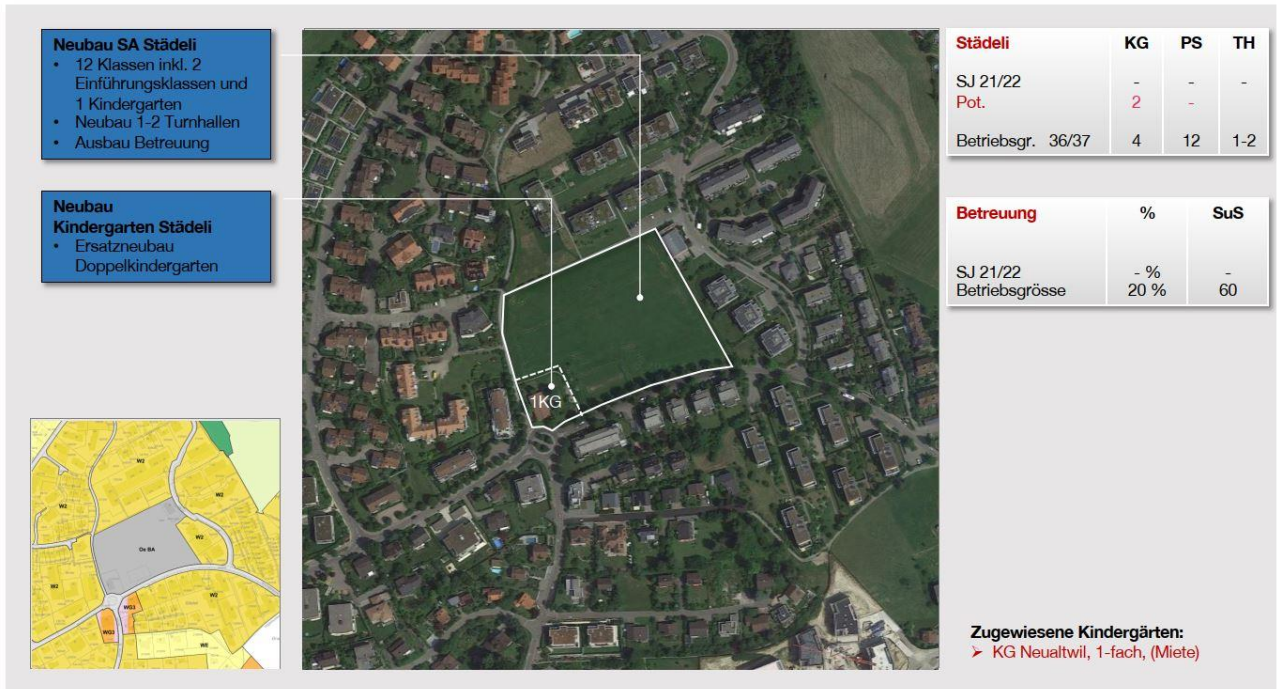 Neubau SA Städeli
• 12 Klassen inkl. 2
Einführungsklassen und
1 Kindergarten
• Neubau 1-2 Turnhallen
• Ausbau Betreuung
Neubau
Kindergarten Städeli
• Ersatzneubau
Doppelkindergarten
1KG
Städeli KG PS TH
SJ 21/22 - - -
Pot. 2 -
Betriebsgr. 36/37 4 12 1-2
Betreuung % SuS
SJ 21/22 - % -
Betriebsgrösse 20 % 60
W2
W2
W2
W2
Oe BA
W2
W2
WG3
WG3
Zugewiesene Kindergärten:
➢ KG Neualtwil, 1-fach, (Miete)